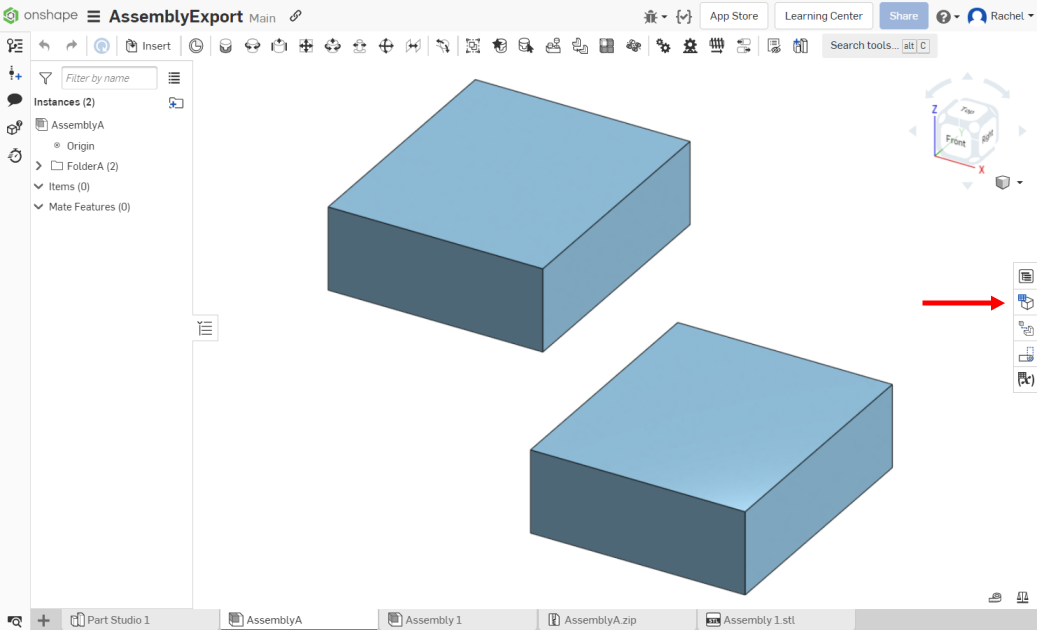 onshape AssemblyExport Main App Store Learning Center Share Rachel
Insert Search tools... alt C
Filter by name
Instances (2)
AssemblyA
Origin
FolderA (2)
Items (0)
Mate Features (0)
Z
Top
Front
Right
Y
X
(x)
Part Studio 1 AssemblyA Assembly 1 AssemblyA.zip STL Assembly 1.stl